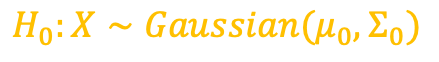 H₀: X ~ Gaussian(μ₀, Σ₀)